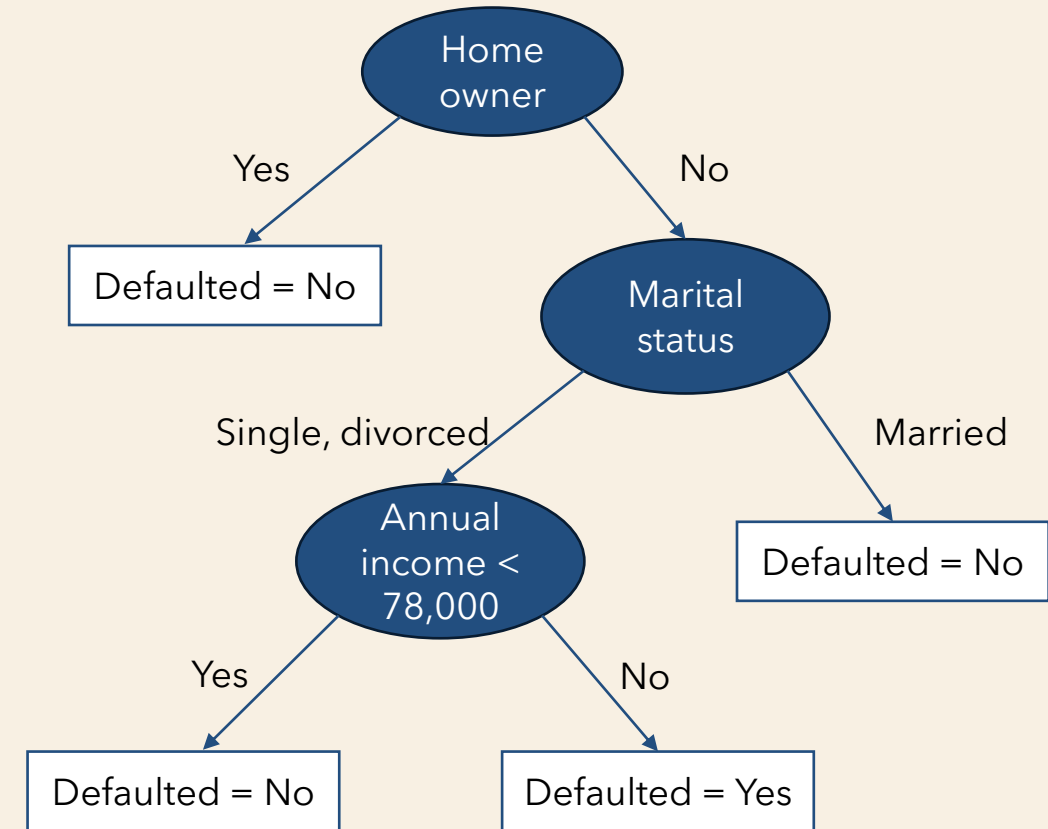 Home
owner
Yes
No
Defaulted = No
Marital
status
Single, divorced
Married
Annual
income <
78,000
Defaulted = No
Yes
No
Defaulted = No
Defaulted = Yes